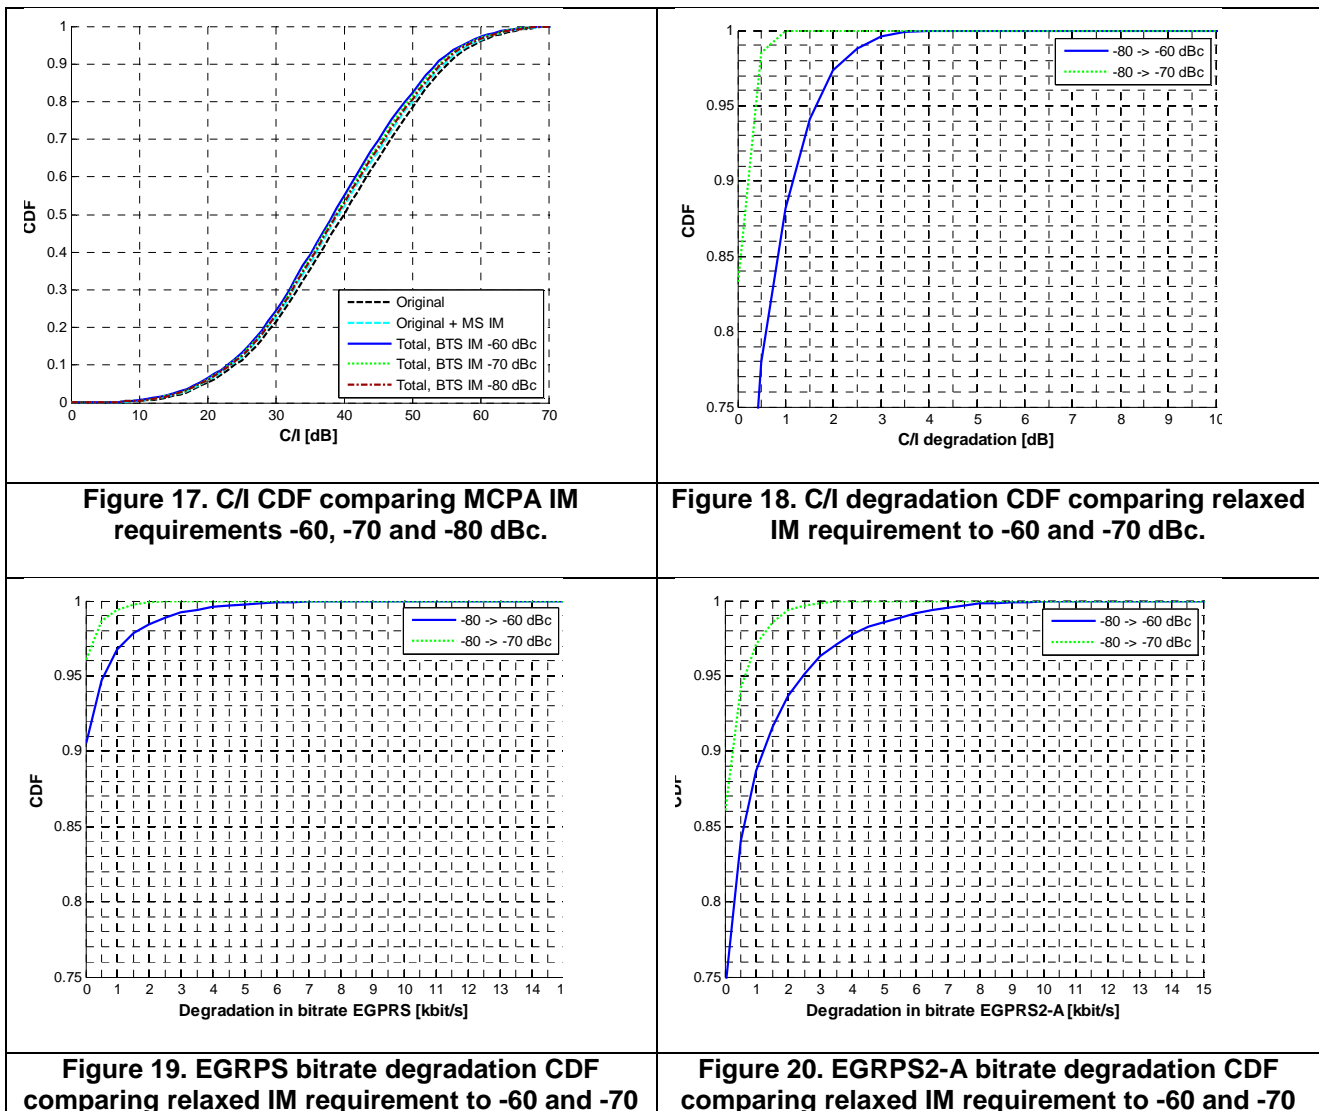 1
0.9
0.8
0.7
0.6
0.5
0.4
0.3
0.2
0.1
0
CDF
Original
Original + MS IM
Total, BTS IM -60 dBc
Total, BTS IM -70 dBc
Total, BTS IM -80 dBc
0 10 20 30 40 50 60 70
C/I [dB]
Figure 17. C/I CDF comparing MCPA IM
requirements -60, -70 and -80 dBc.
1
0.95
0.9
0.85
0.8
0.75
CDF
-80 -> -60 dBc
-80 -> -70 dBc
0 1 2 3 4 5 6 7 8 9 10
C/I degradation [dB]
Figure 18. C/I degradation CDF comparing relaxed
IM requirement to -60 and -70 dBc.
1
0.95
0.9
0.85
0.8
0.75
CDF
-80 -> -60 dBc
-80 -> -70 dBc
0 1 2 3 4 5 6 7 8 9 10 11 12 13 14 1
Degradation in bitrate EGPRS [kbit/s]
Figure 19. EGRPS bitrate degradation CDF
comparing relaxed IM requirement to -60 and -70
1
0.95
0.9
0.85
0.8
0.75
CDF
-80 -> -60 dBc
-80 -> -70 dBc
0 1 2 3 4 5 6 7 8 9 10 11 12 13 14 15
Degradation in bitrate EGPRS2-A [kbit/s]
Figure 20. EGRPS2-A bitrate degradation CDF
comparing relaxed IM requirement to -60 and -70